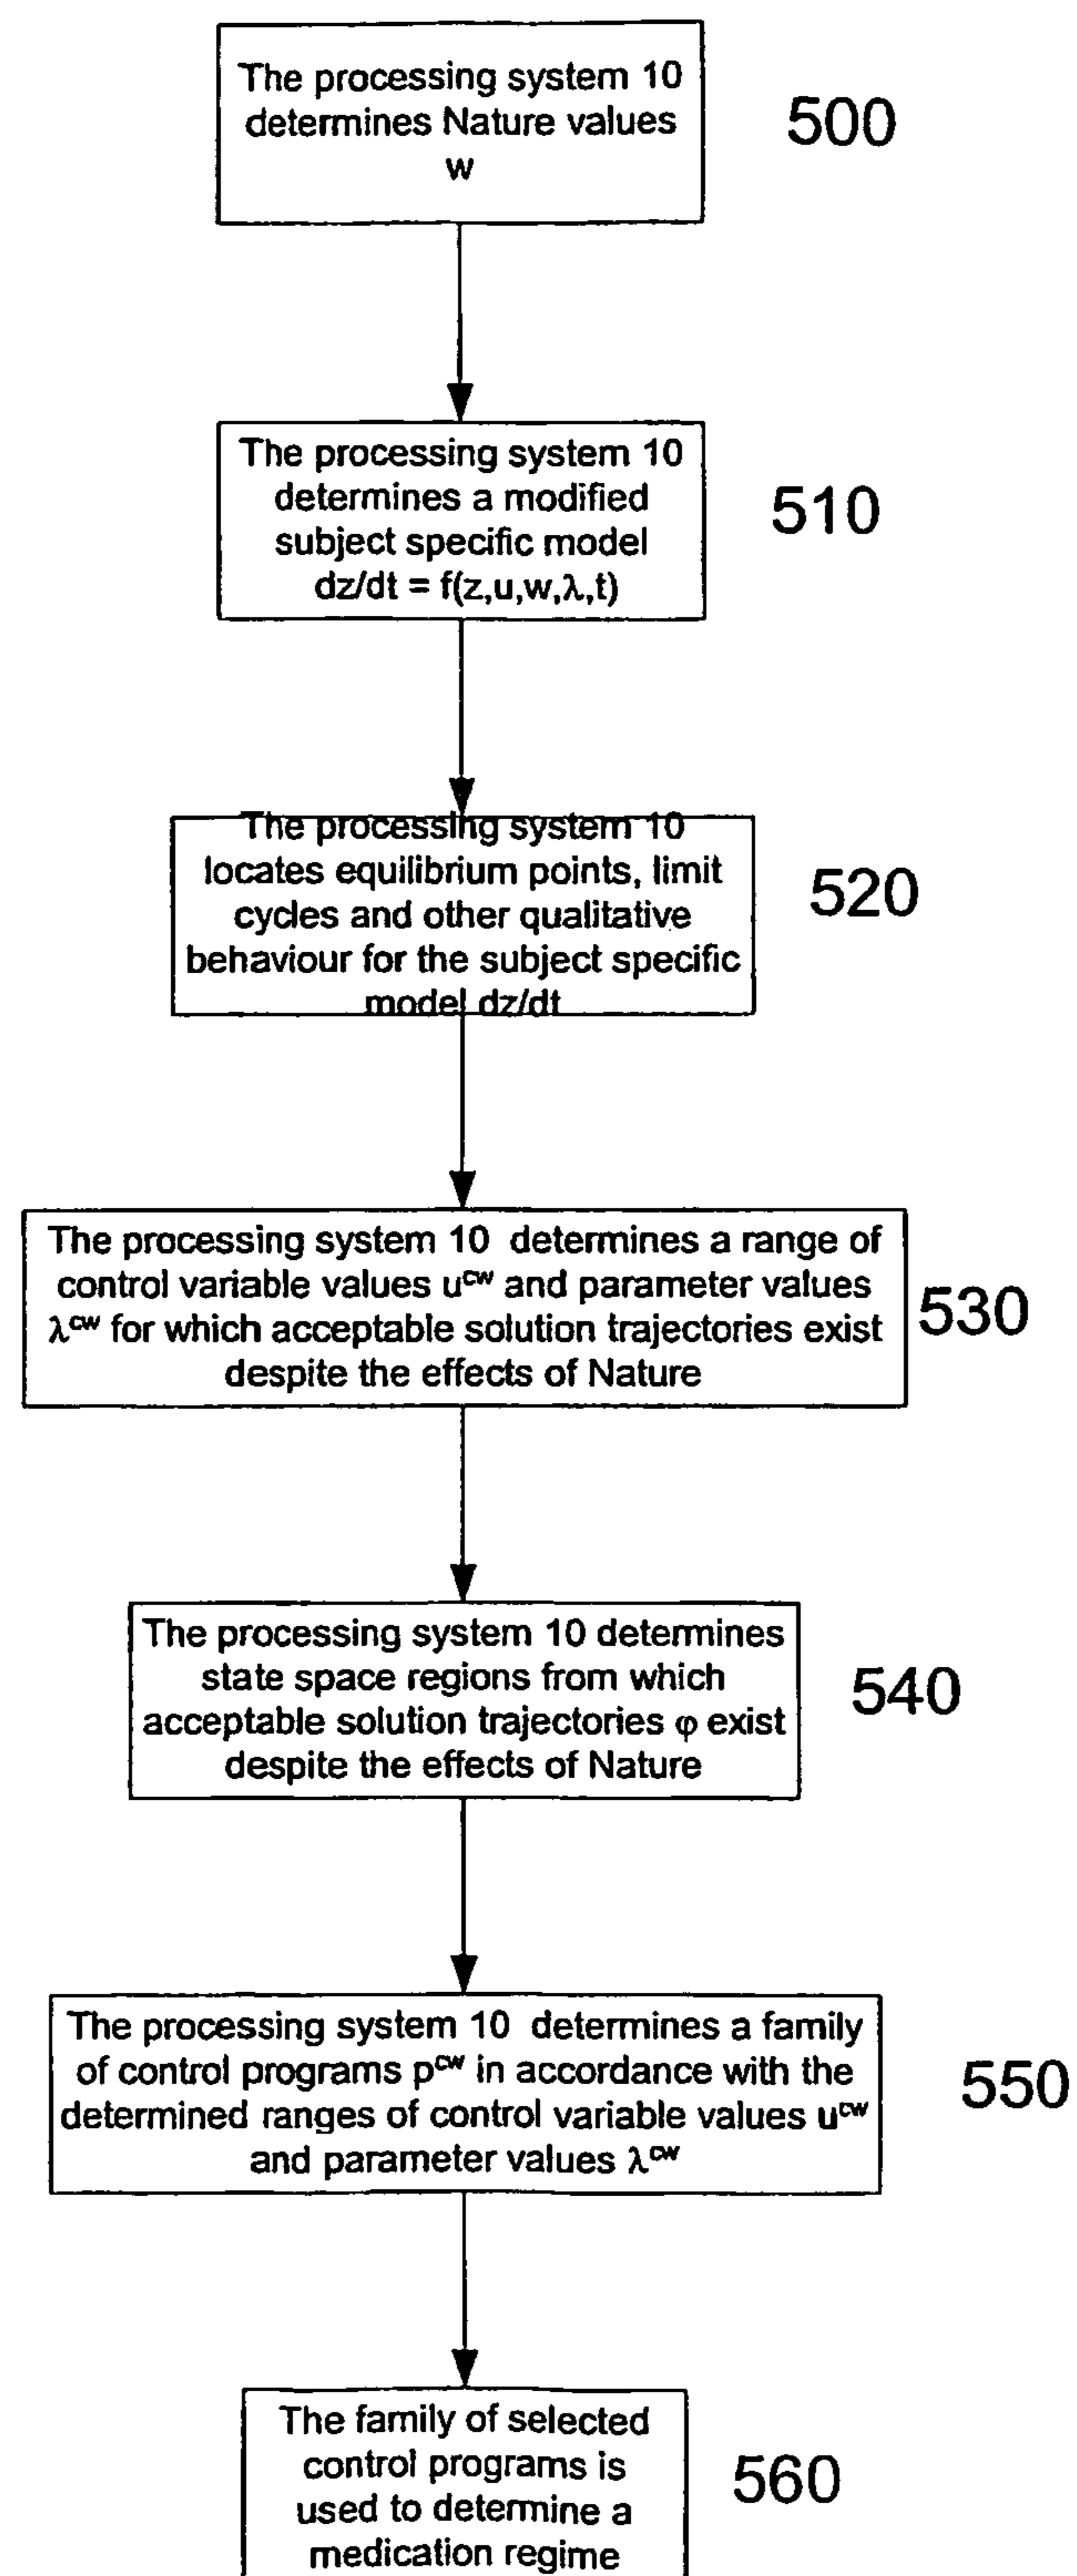 The processing system 10
determines Nature values
w
500
The processing system 10
determines a modified
subject specific model
dz/dt = f(z,u,w,λ,t)
510
The processing system 10
locates equilibrium points, limit
cycles and other qualitative
behaviour for the subject specific
model dz/dt
520
The processing system 10 determines a range of
control variable values u^cw and parameter values
λ^cw for which acceptable solution trajectories exist
despite the effects of Nature
530
The processing system 10 determines
state space regions from which
acceptable solution trajectories φ exist
despite the effects of Nature
540
The processing system 10 determines a family
of control programs p^cw in accordance with the
determined ranges of control variable values u^cw
and parameter values λ^cw
550
The family of selected
control programs is
used to determine a
medication regime
560